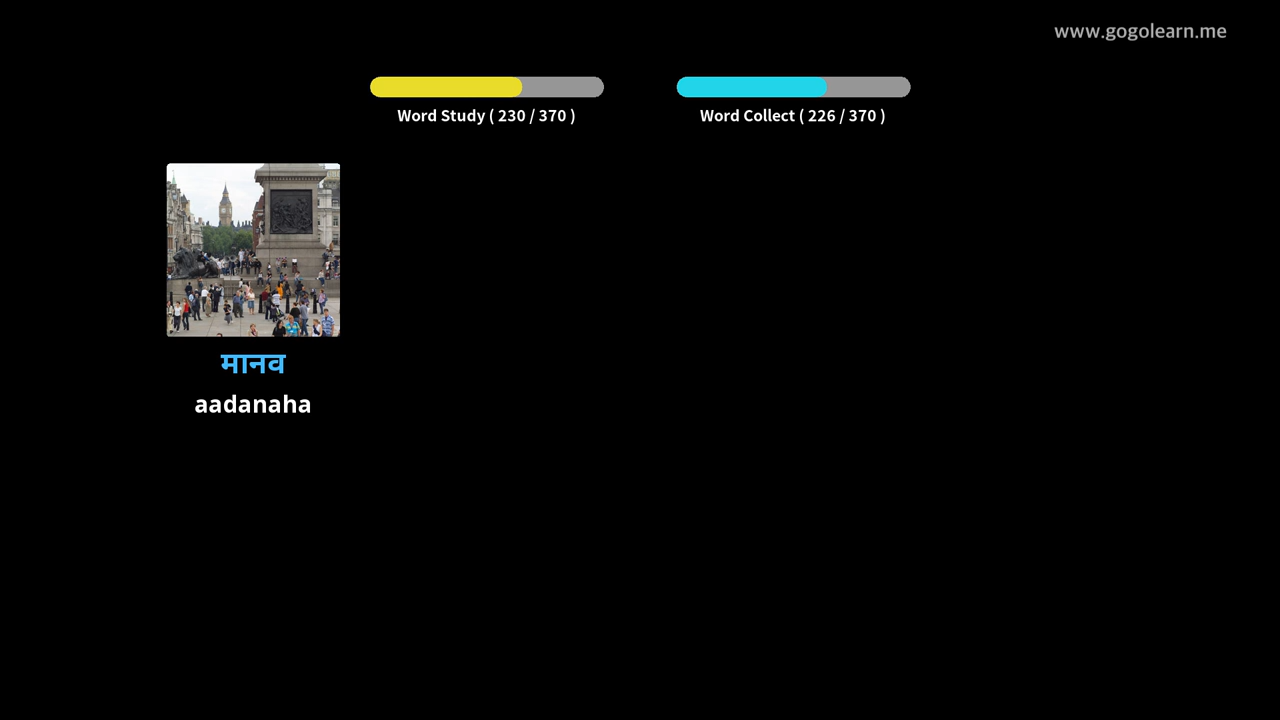 www.gogolearn.me
Word Study ( 230 / 370 )
Word Collect ( 226 / 370 )
मानव
aadanaha